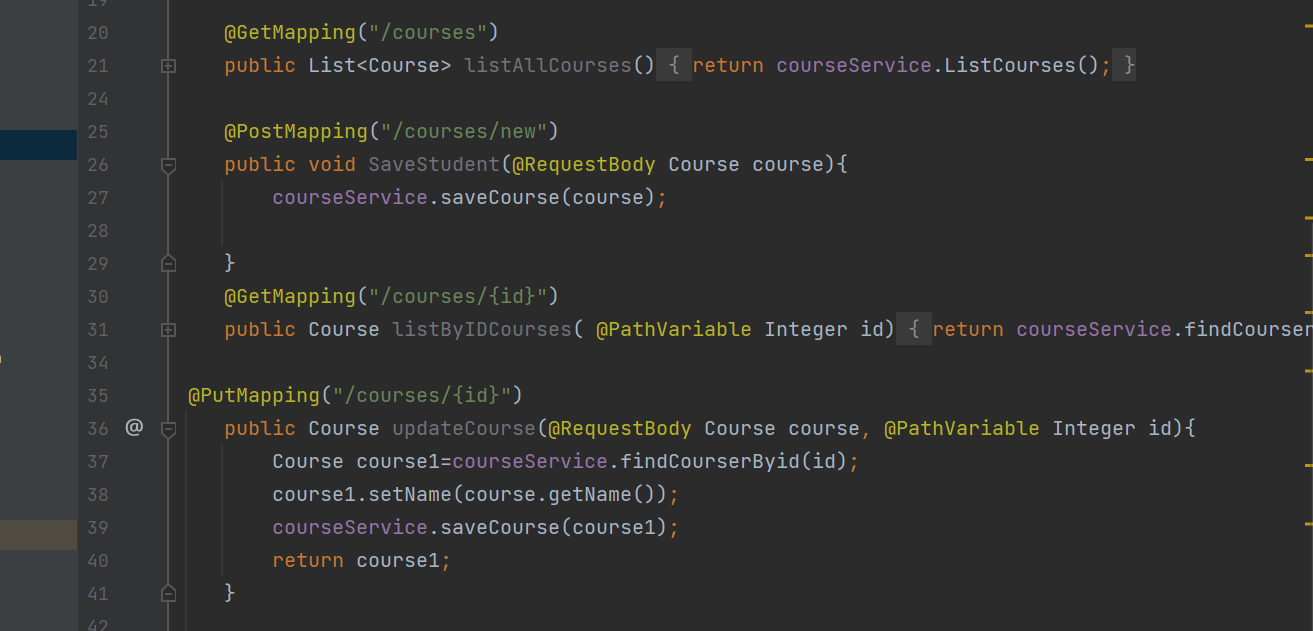 19
20 @GetMapping("/courses")
21 public List<Course> listAllCourses() { return courseService.ListCourses(); }
24
25 @PostMapping("/courses/new")
26 public void SaveStudent(@RequestBody Course course){
27 courseService.saveCourse(course);
28
29 }
30 @GetMapping("/courses/{id}")
31 public Course listByIDCourses( @PathVariable Integer id) { return courseService.findCourser
34
35 @PutMapping("/courses/{id}")
36 @ public Course updateCourse(@RequestBody Course course, @PathVariable Integer id){
37 Course course1=courseService.findCourserByid(id);
38 course1.setName(course.getName());
39 courseService.saveCourse(course1);
40 return course1;
41 }
42